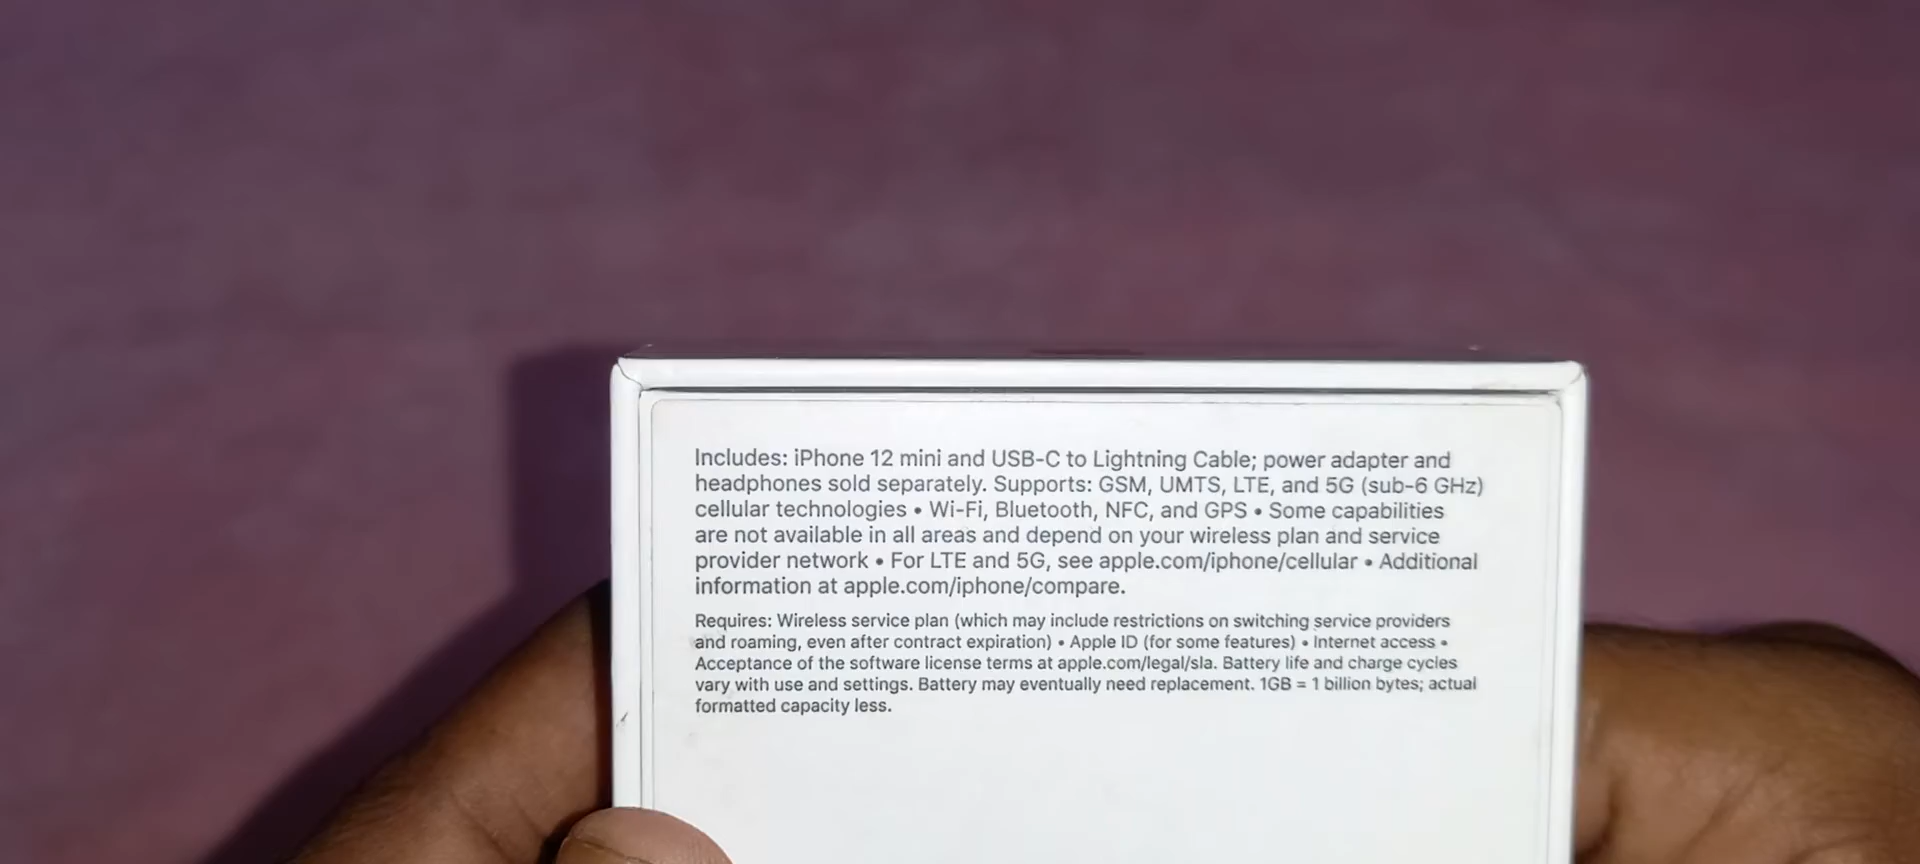 Includes: iPhone 12 mini and USB-C to Lightning Cable; power adapter and
headphones sold separately. Supports: GSM, UMTS, LTE, and 5G (sub-6 GHz)
cellular technologies • Wi-Fi, Bluetooth, NFC, and GPS • Some capabilities
are not available in all areas and depend on your wireless plan and service
provider network • For LTE and 5G, see apple.com/iphone/cellular • Additional
information at apple.com/iphone/compare.
Requires: Wireless service plan (which may include restrictions on switching service providers
and roaming, even after contract expiration) • Apple ID (for some features) • Internet access •
Acceptance of the software license terms at apple.com/legal/sla. Battery life and charge cycles
vary with use and settings. Battery may eventually need replacement. 1GB = 1 billion bytes; actual
formatted capacity less.